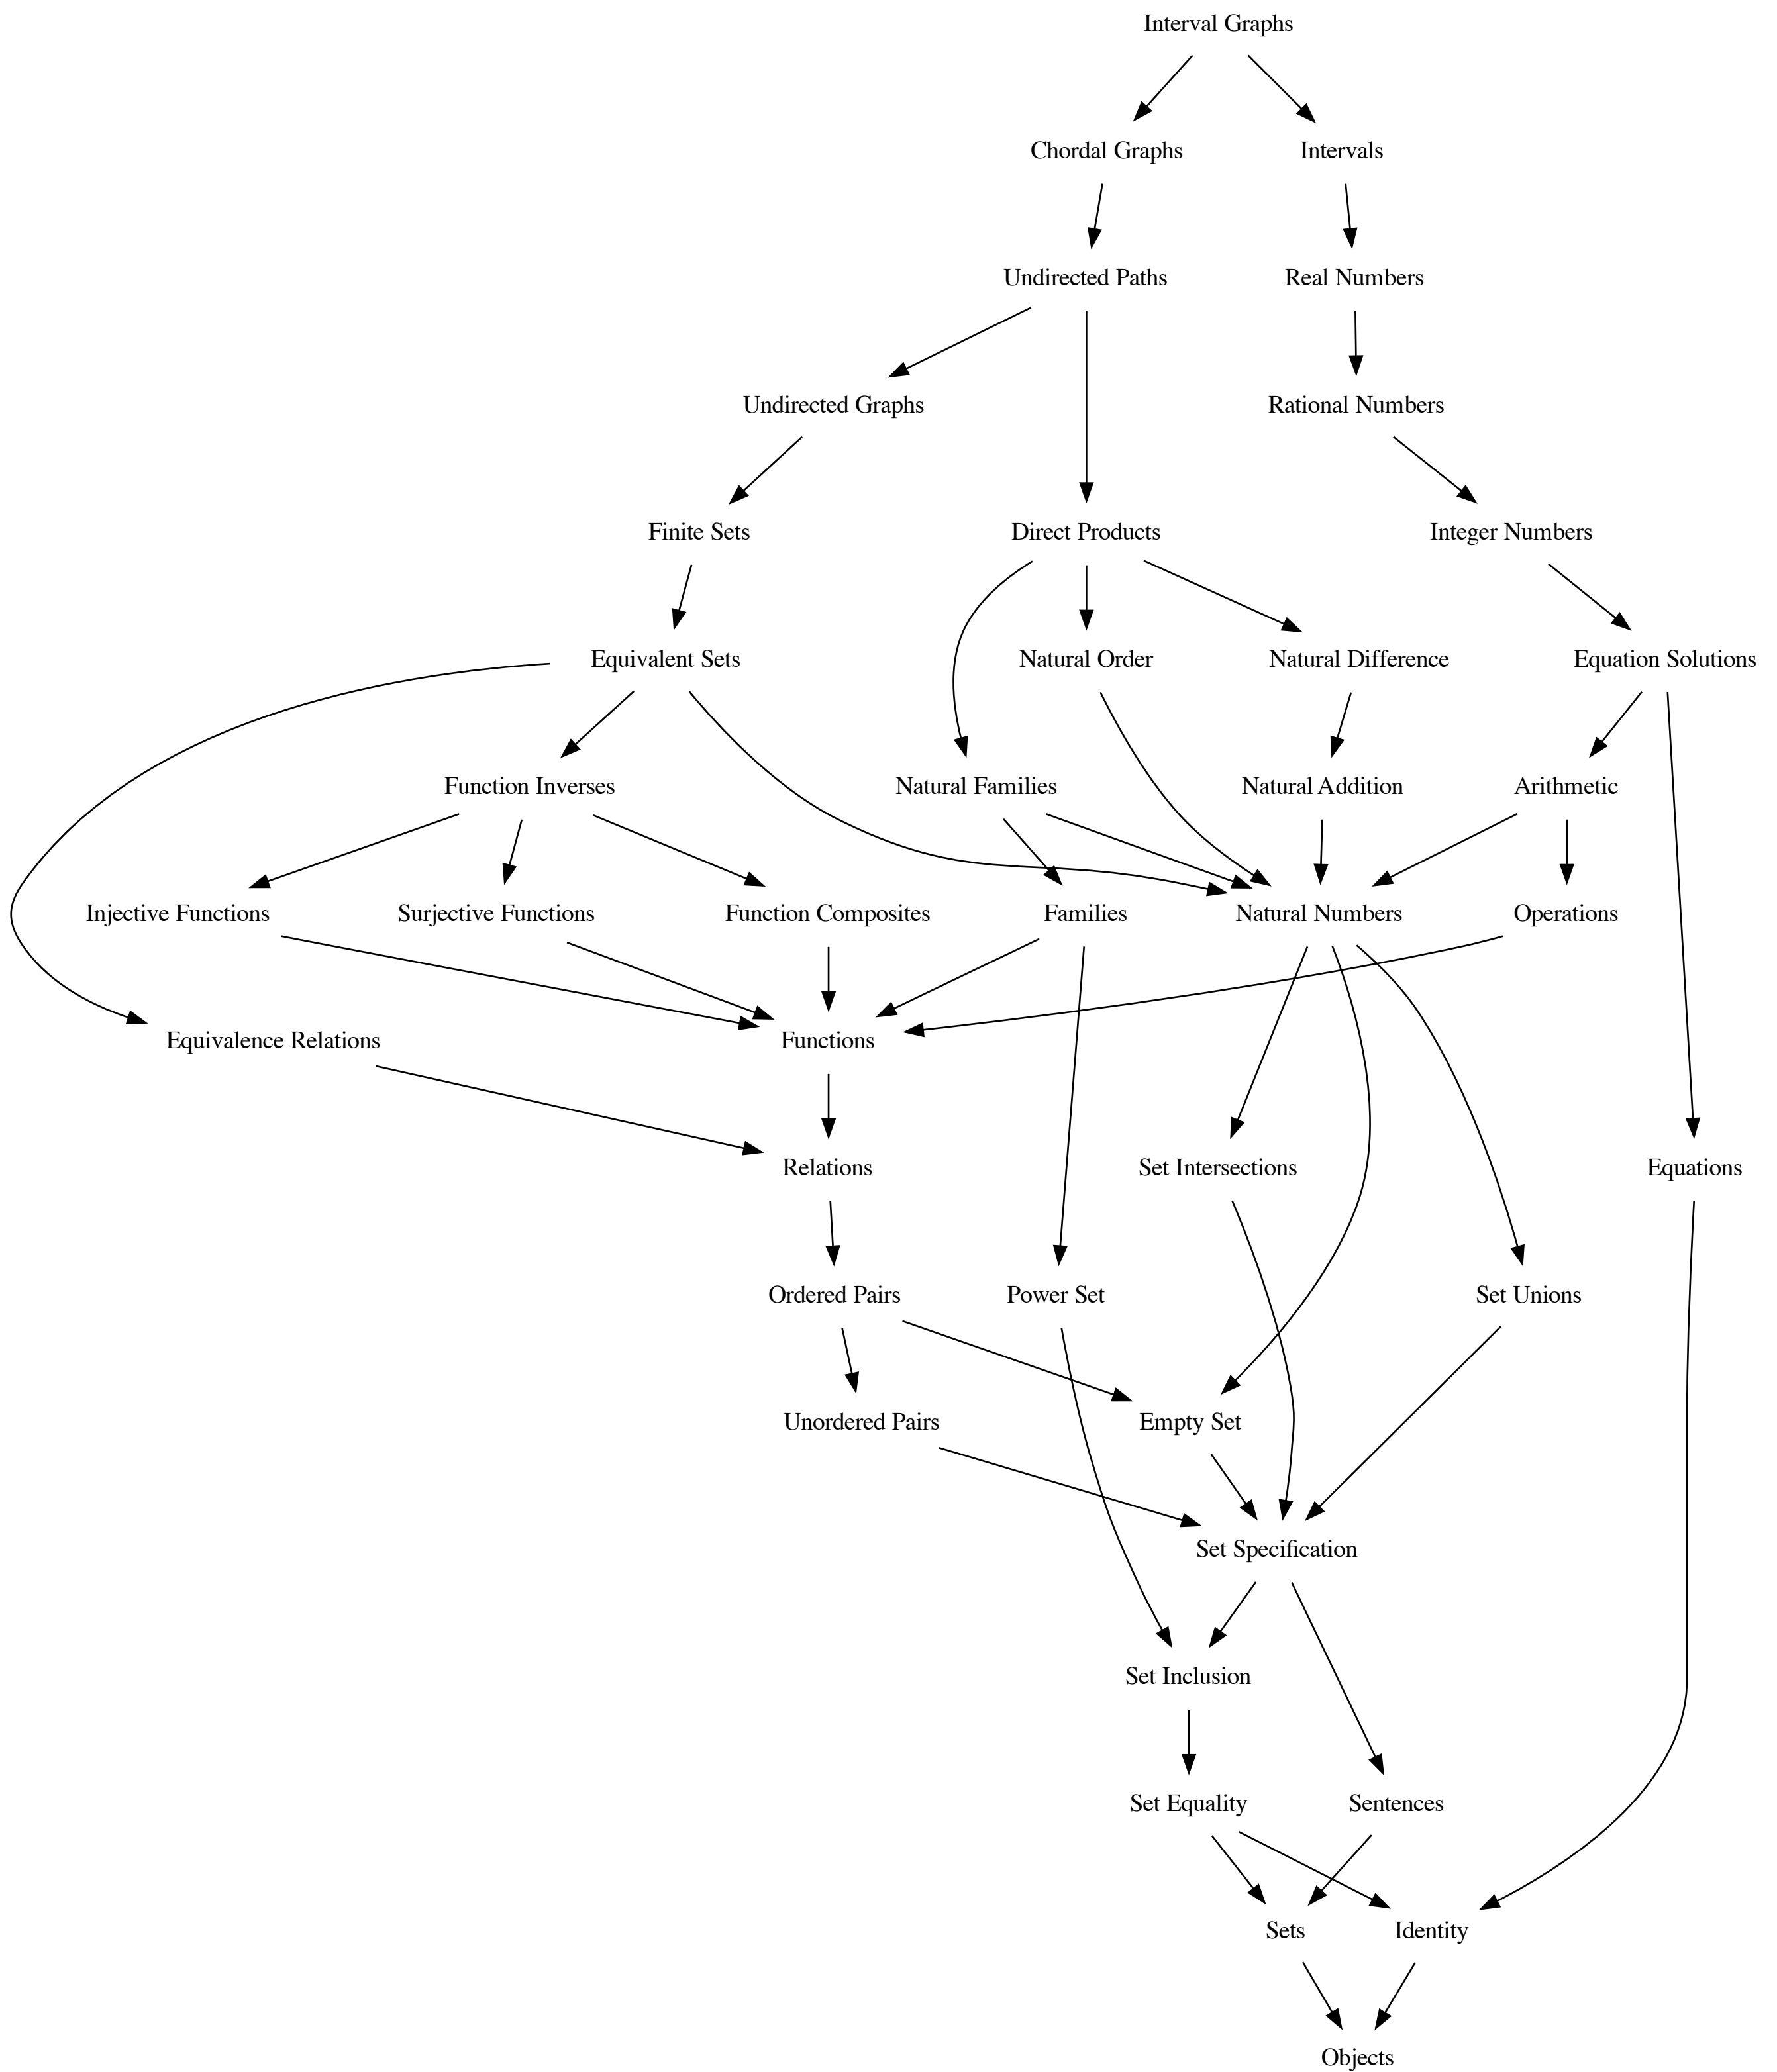 Interval Graphs
Chordal Graphs
Intervals
Undirected Paths
Real Numbers
Undirected Graphs
Rational Numbers
Finite Sets
Direct Products
Integer Numbers
Equivalent Sets
Natural Order
Natural Difference
Equation Solutions
Function Inverses
Natural Families
Natural Addition
Arithmetic
Injective Functions
Surjective Functions
Function Composites
Families
Natural Numbers
Operations
Equivalence Relations
Functions
Relations
Set Intersections
Equations
Ordered Pairs
Power Set
Set Unions
Unordered Pairs
Empty Set
Set Specification
Set Inclusion
Set Equality
Sentences
Sets
Identity
Objects